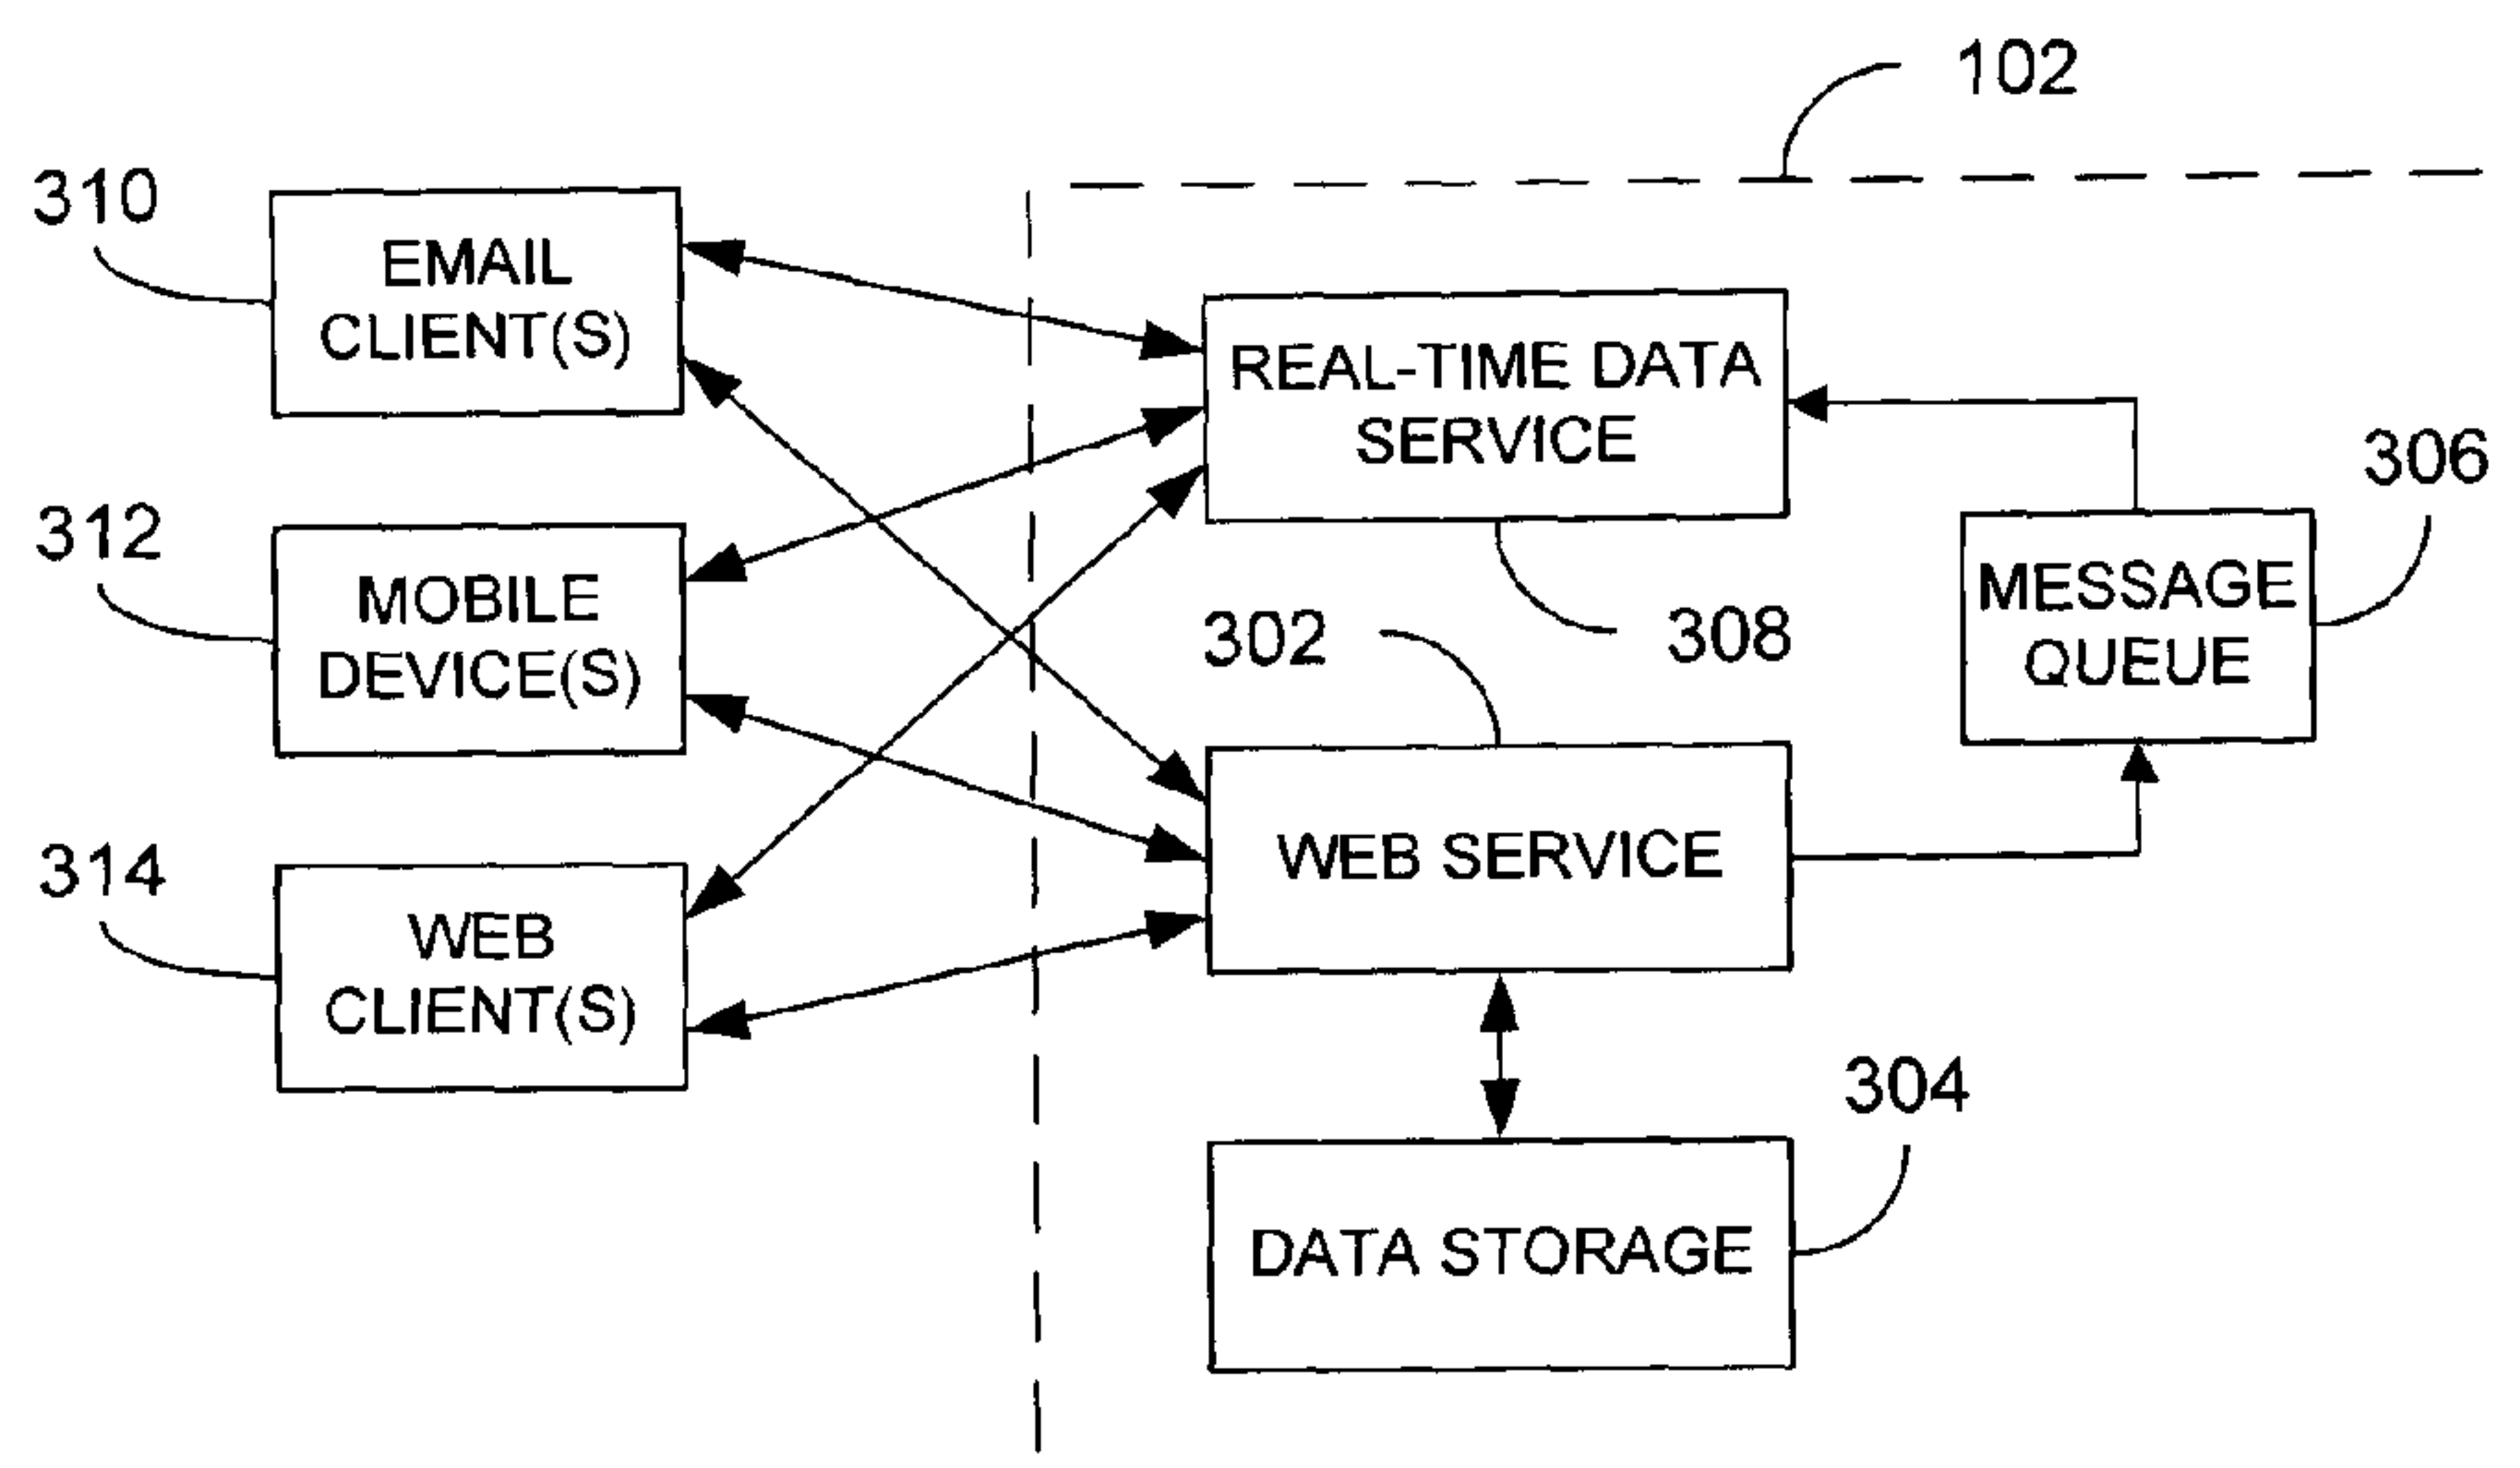 102
310
EMAIL
CLIENT(S)
REAL-TIME DATA
SERVICE
306
312
MOBILE
DEVICE(S)
MESSAGE
QUEUE
302
308
314
WEB
CLIENT(S)
WEB SERVICE
304
DATA STORAGE